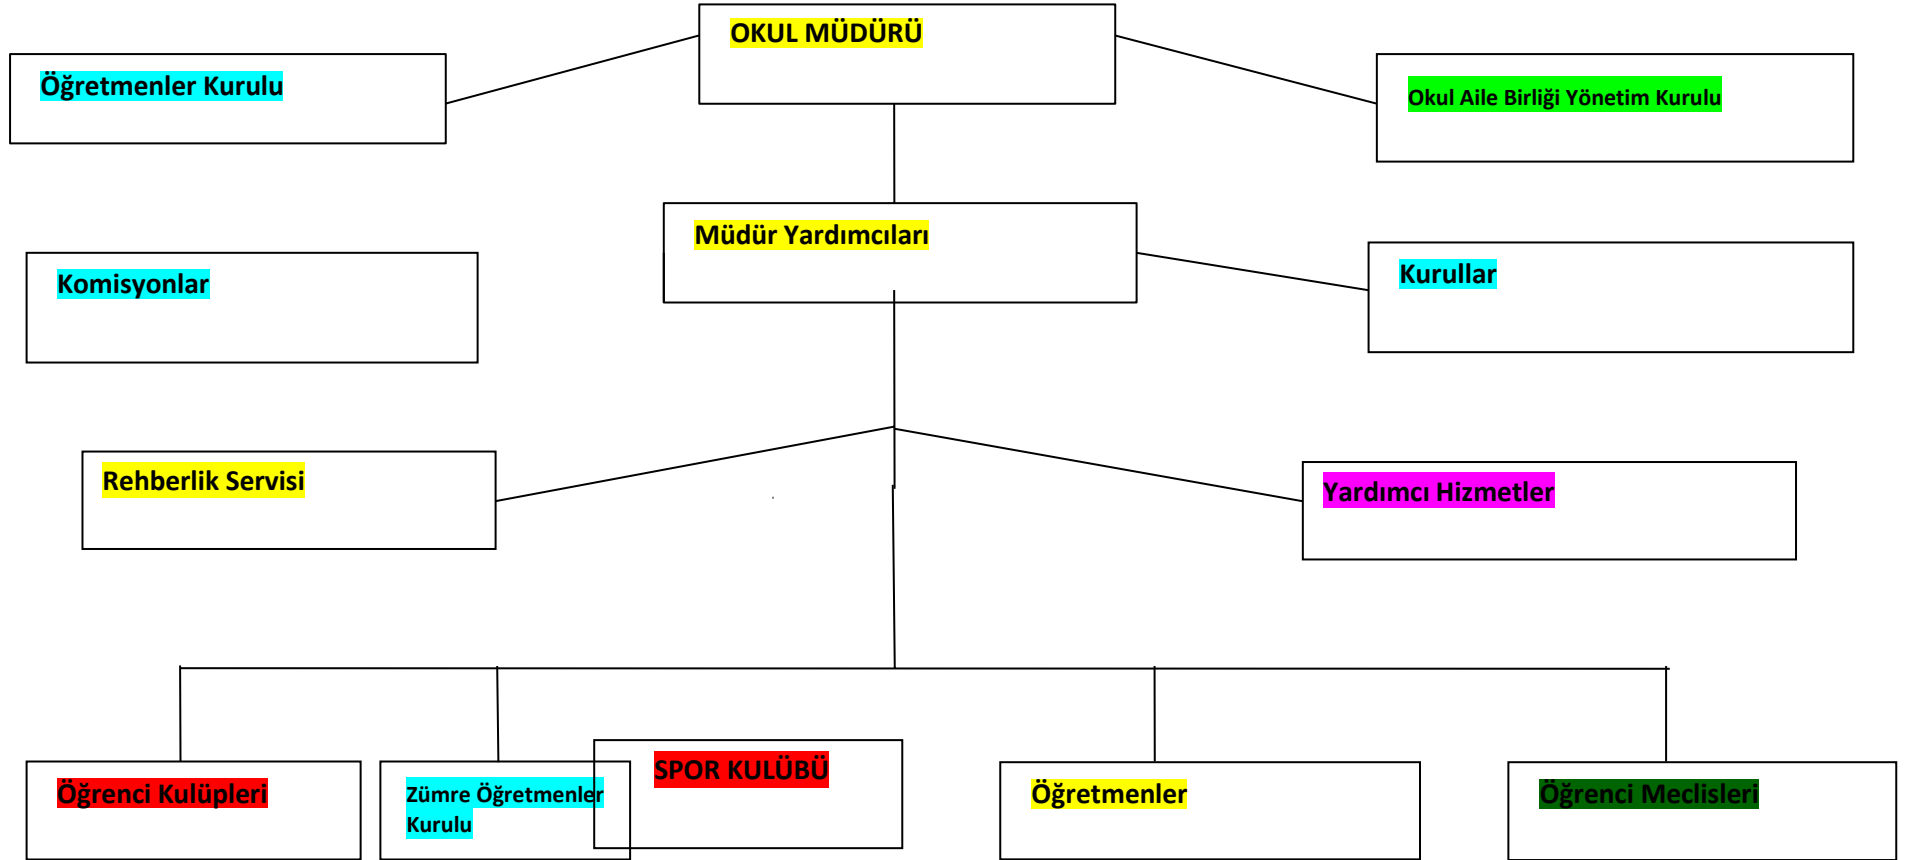 OKUL MÜDÜRÜ
Öğretmenler Kurulu
Okul Aile Birliği Yönetim Kurulu
Müdür Yardımcıları
Komisyonlar
Kurullar
Rehberlik Servisi
Yardımcı Hizmetler
Öğrenci Kulüpleri
Zümre Öğretmenler
Kurulu
SPOR KULÜBÜ
Öğretmenler
Öğrenci Meclisleri